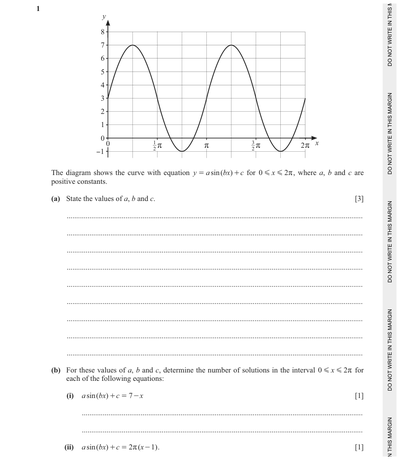 1
y
8
7
6
5
4
3
2
1
0
−1
0
½π
π
3/2π
2π
x
The diagram shows the curve with equation y = a sin(bx) + c for 0 ⩽ x ⩽ 2π, where a, b and c are
positive constants.
(a) State the values of a, b and c. [3]
(b) For these values of a, b and c, determine the number of solutions in the interval 0 ⩽ x ⩽ 2π for
each of the following equations:
(i) a sin(bx) + c = 7 − x [1]
(ii) a sin(bx) + c = 2π(x − 1). [1]
DO NOT WRITE IN THIS MARGIN
DO NOT WRITE IN THIS MARGIN
DO NOT WRITE IN THIS MARGIN
DO NOT WRITE IN THIS MARGIN
N THIS MARGIN